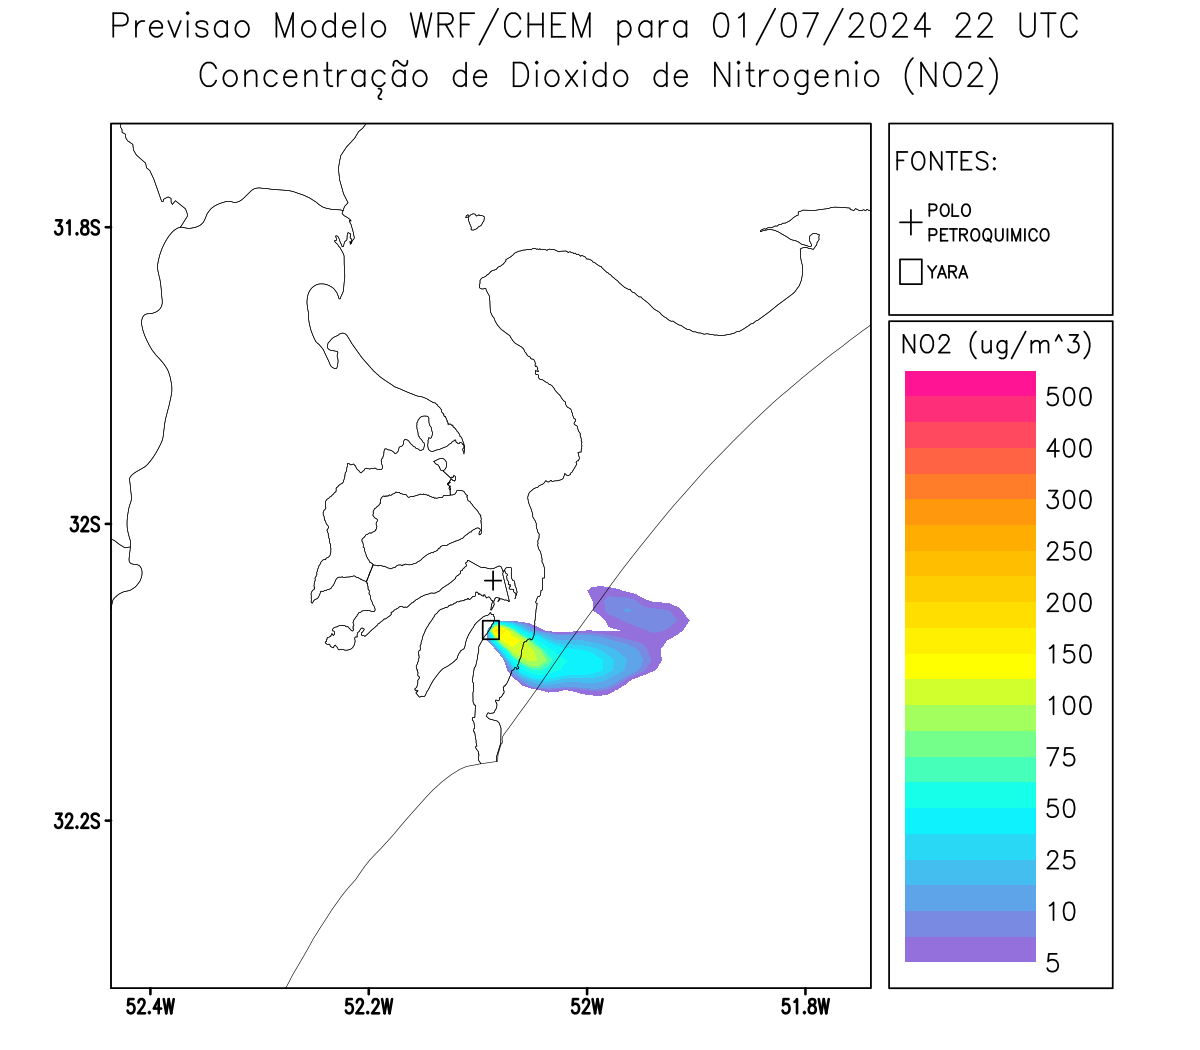 Previsao Modelo WRF/CHEM para 01/07/2024 22 UTC
Concentração de Dioxido de Nitrogenio (NO2)
FONTES:
POLO
PETROQUIMICO
YARA
NO2 (ug/m^3)
500
400
300
250
200
150
100
75
50
25
10
5
31.8S
32S
32.2S
52.4W
52.2W
52W
51.8W